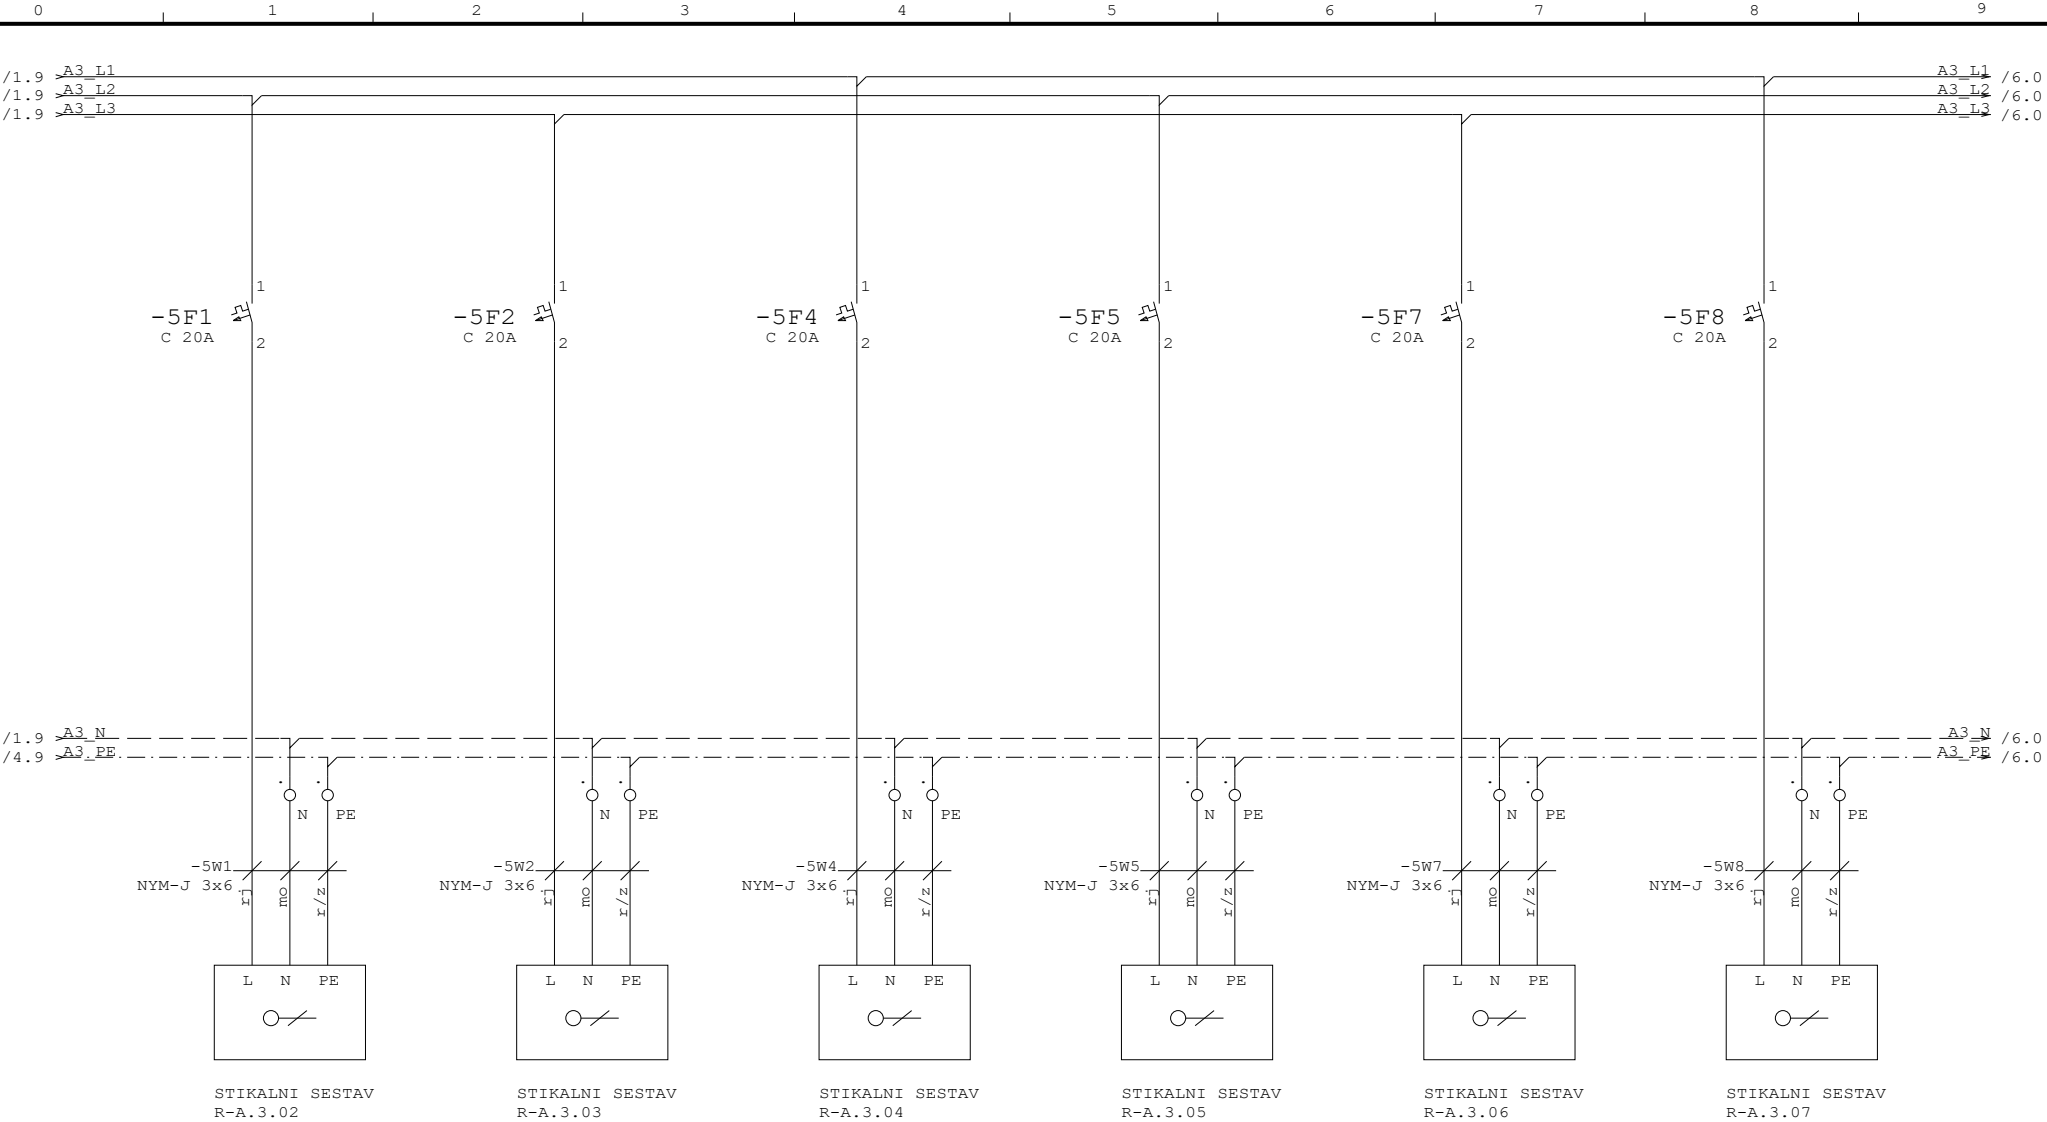 0 1 2 3 4 5 6 7 8 9
/1.9 A3_L1 A3_L1 /6.0
/1.9 A3_L2 A3_L2 /6.0
/1.9 A3_L3 A3_L3 /6.0
1 1 1 1 1 1
-5F1 -5F2 -5F4 -5F5 -5F7 -5F8
C 20A C 20A C 20A C 20A C 20A C 20A
2 2 2 2 2 2
/1.9 A3_N A3_N /6.0
/4.9 A3_PE A3_PE /6.0
N PE N PE N PE N PE N PE N PE
-5W1 -5W2 -5W4 -5W5 -5W7 -5W8
NYM-J 3x6 NYM-J 3x6 NYM-J 3x6 NYM-J 3x6 NYM-J 3x6 NYM-J 3x6
rj mo r/z rj mo r/z rj mo r/z rj mo r/z rj mo r/z rj mo r/z
L N PE L N PE L N PE L N PE L N PE L N PE
STIKALNI SESTAV STIKALNI SESTAV STIKALNI SESTAV STIKALNI SESTAV STIKALNI SESTAV STIKALNI SESTAV
R-A.3.02 R-A.3.03 R-A.3.04 R-A.3.05 R-A.3.06 R-A.3.07